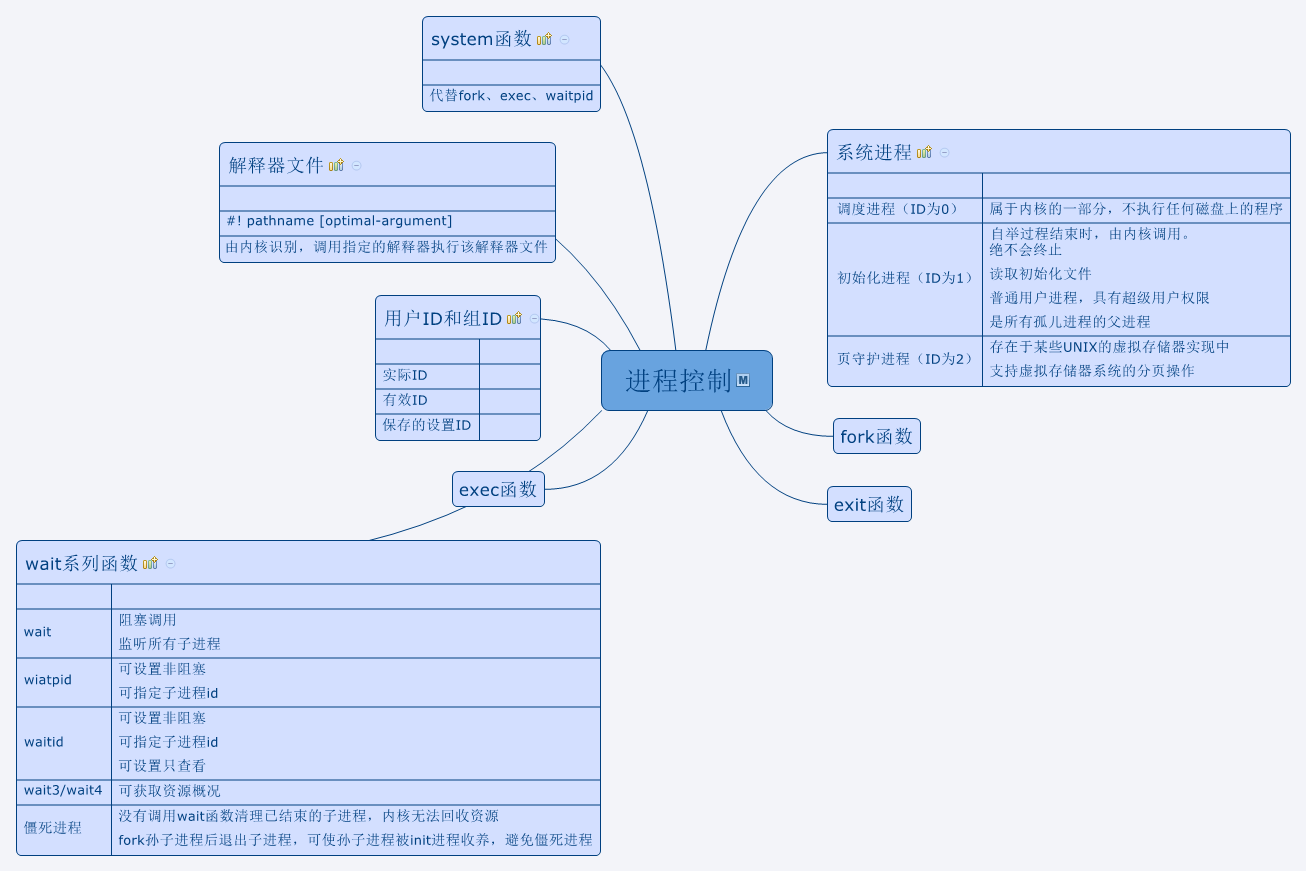 system函数
代替fork、exec、waitpid
解释器文件
#! pathname [optimal-argument]
由内核识别，调用指定的解释器执行该解释器文件
用户ID和组ID
实际ID
有效ID
保存的设置ID
进程控制
M
exec函数
wait系列函数
wait
阻塞调用
监听所有子进程
wiatpid
可设置非阻塞
可指定子进程id
waitid
可设置非阻塞
可指定子进程id
可设置只查看
wait3/wait4
可获取资源概况
僵死进程
没有调用wait函数清理已结束的子进程，内核无法回收资源
fork孙子进程后退出子进程，可使孙子进程被init进程收养，避免僵死进程
系统进程
调度进程（ID为0）
属于内核的一部分，不执行任何磁盘上的程序
初始化进程（ID为1）
自举过程结束时，由内核调用。
绝不会终止
读取初始化文件
普通用户进程，具有超级用户权限
是所有孤儿进程的父进程
页守护进程（ID为2）
存在于某些UNIX的虚拟存储器实现中
支持虚拟存储器系统的分页操作
fork函数
exit函数